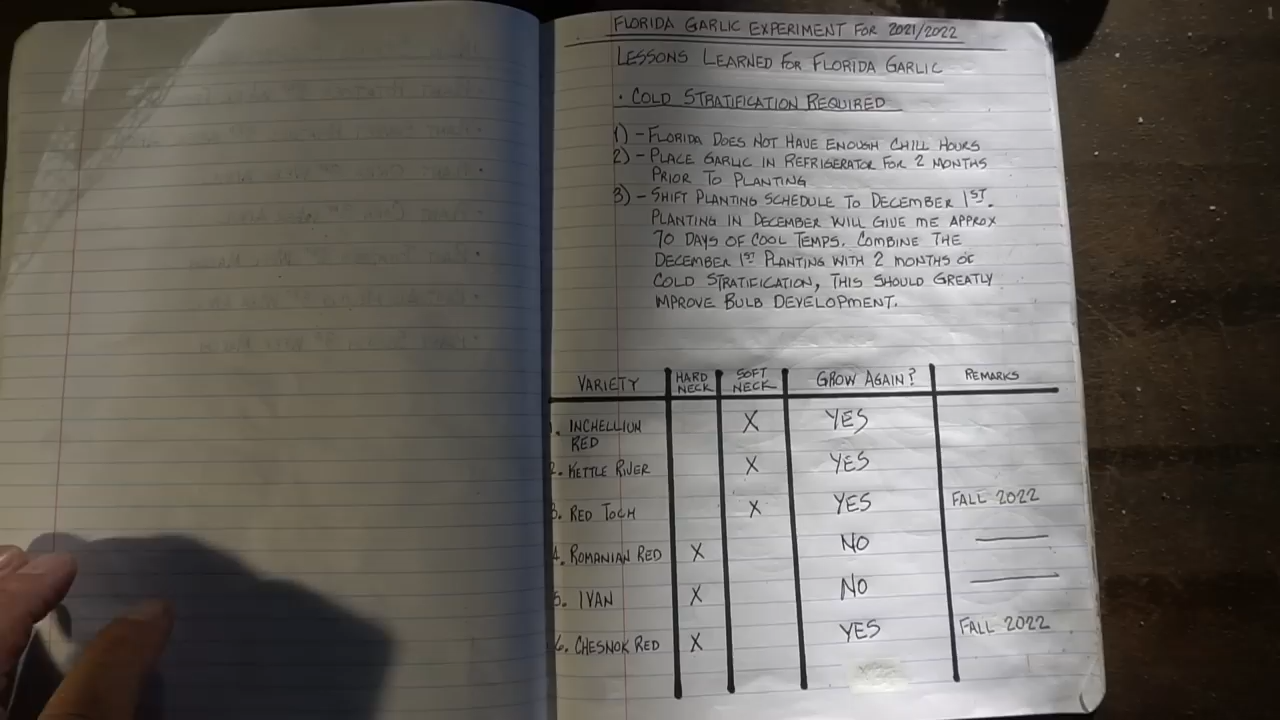 FLORIDA GARLIC EXPERIMENT FOR 2021/2022
LESSONS LEARNED FOR FLORIDA GARLIC
• COLD STRATIFICATION REQUIRED
1) - FLORIDA DOES NOT HAVE ENOUGH CHILL HOURS
2) - PLACE GARLIC IN REFRIGERATOR FOR 2 MONTHS
PRIOR TO PLANTING
3) - SHIFT PLANTING SCHEDULE TO DECEMBER 1ST.
PLANTING IN DECEMBER WILL GIVE ME APPROX
70 DAYS OF COOL TEMPS. COMBINE THE
DECEMBER 1ST PLANTING WITH 2 MONTHS OF
COLD STRATIFICATION, THIS SHOULD GREATLY
IMPROVE BULB DEVELOPMENT.
VARIETY HARD NECK SOFT NECK GROW AGAIN? REMARKS
1. INCHELLIUM RED X YES
2. KETTLE RIVER X YES
3. RED TOCH X YES FALL 2022
4. ROMANIAN RED X NO —
5. IVAN X NO —
6. CHESNOK RED X YES FALL 2022